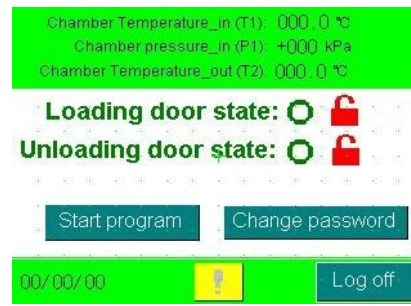 Chamber Temperature_in (T1): 000.0 ℃
Chamber pressure_in (P1): +000 kPa
Chamber Temperature_out (T2): 000.0 ℃
Loading door state:
Unloading door state:
Start program
Change password
00/00/00
!
Log off